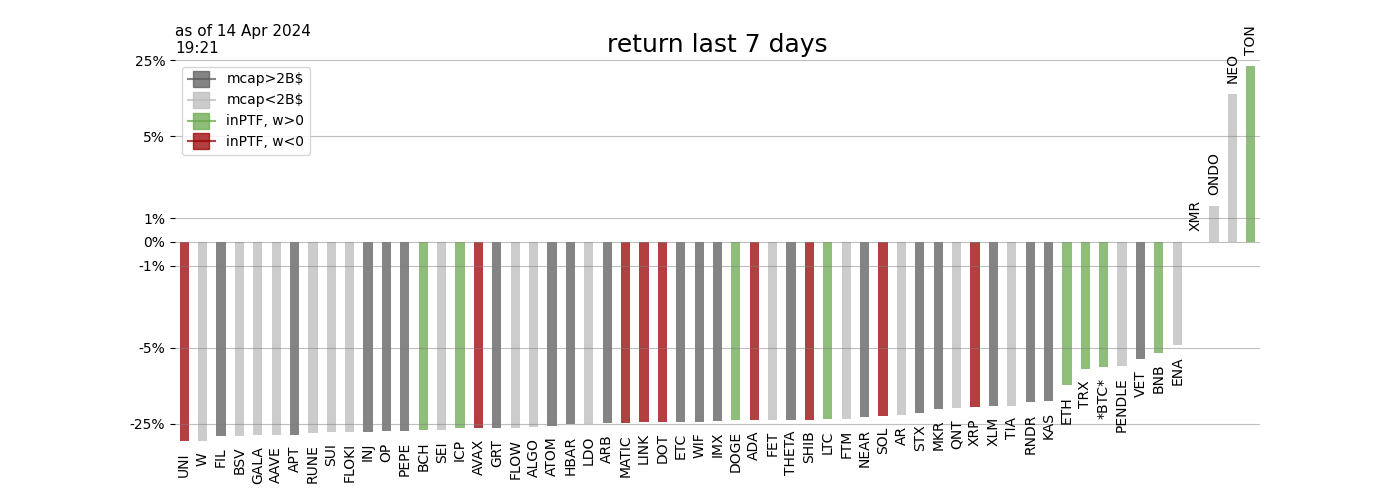 as of 14 Apr 2024
19:21
return last 7 days
mcap>2B$
mcap<2B$
inPTF, w>0
inPTF, w<0
25%
5%
1%
0%
-1%
-5%
-25%
UNI
W
FIL
BSV
GALA
AAVE
APT
RUNE
SUI
FLOKI
INJ
OP
PEPE
BCH
SEI
ICP
AVAX
GRT
FLOW
ALGO
ATOM
HBAR
LDO
ARB
MATIC
LINK
DOT
ETC
WIF
IMX
DOGE
ADA
FET
THETA
SHIB
LTC
FTM
NEAR
SOL
AR
STX
MKR
QNT
XRP
XLM
TIA
RNDR
KAS
ETH
TRX
*BTC*
PENDLE
VET
BNB
ENA
XMR
ONDO
NEO
TON